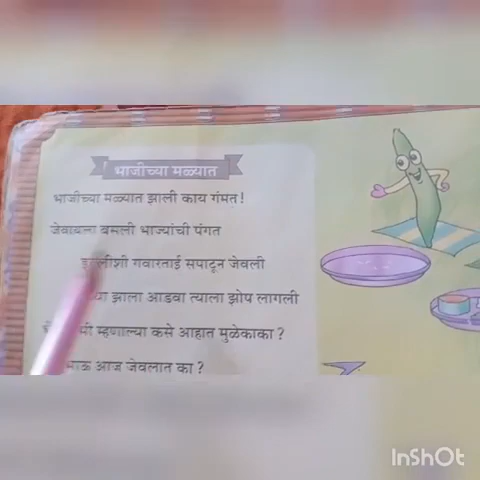 भाजीच्या मळ्यात
भाजीच्या मळ्यात झाली काय गंमत!
जेवायला बसली भाज्यांची पंगत
गवारताई सपाटून जेवली
झाला आडवा त्याला झोप लागली
म्हणाल्या कसे आहात मुळेकाका?
आज जेवलात का?
InShOt